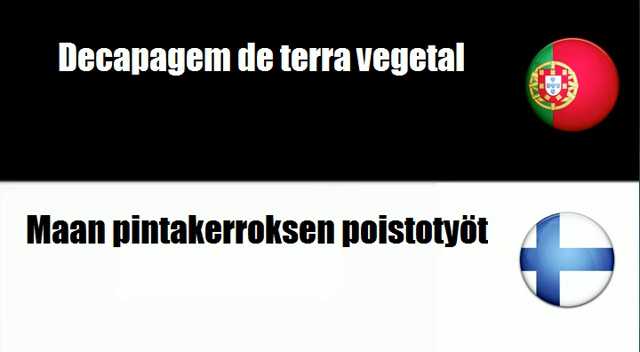 Decapagem de terra vegetal
Maan pintakerroksen poistotyöt